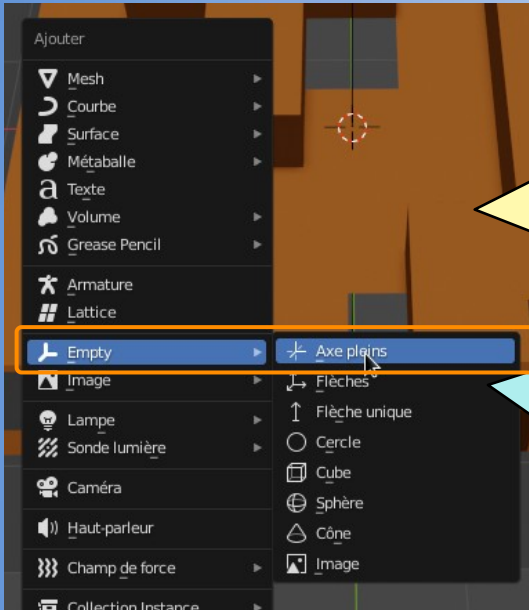 Ajouter
Mesh
Courbe
Surface
Métaballe
Texte
Volume
Grease Pencil
Armature
Lattice
Empty
Image
Lampe
Sonde lumière
Caméra
Haut-parleur
Champ de force
Collection Instance
Axe pleins
Flèches
Flèche unique
Cercle
Cube
Sphère
Cône
Image